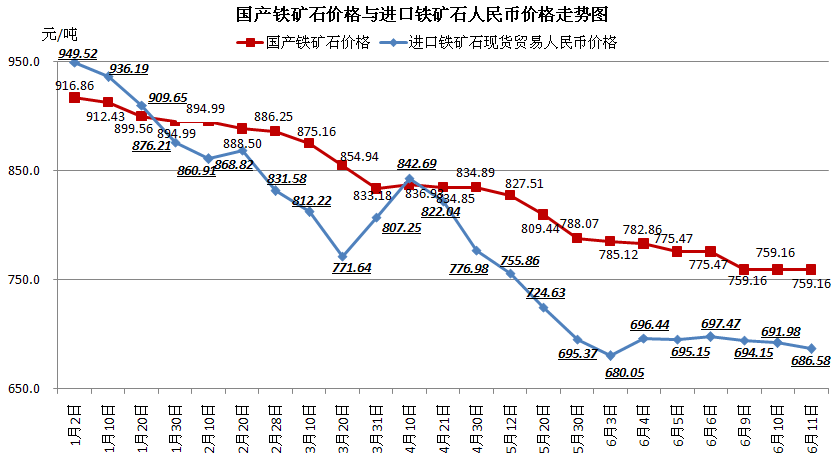 国产铁矿石价格与进口铁矿石人民币价格走势图
元/吨
国产铁矿石价格 进口铁矿石现货贸易人民币价格
950.0
850.0
750.0
650.0
916.86 912.43 899.56 894.99 894.99 888.50 886.25 875.16 854.94 833.18 836.92 834.85 834.89 827.51 809.44 788.07 785.12 782.86 775.47 775.47 759.16 759.16 759.16
949.52 936.19 909.65 876.21 860.91 868.82 831.58 812.22 771.64 807.25 842.69 822.04 776.98 755.86 724.63 695.37 680.05 696.44 695.15 697.47 694.15 691.98 686.58
1月2日 1月10日 1月20日 1月30日 2月10日 2月20日 2月28日 3月10日 3月20日 3月31日 4月10日 4月21日 4月30日 5月12日 5月20日 5月30日 6月3日 6月4日 6月5日 6月6日 6月9日 6月10日 6月11日